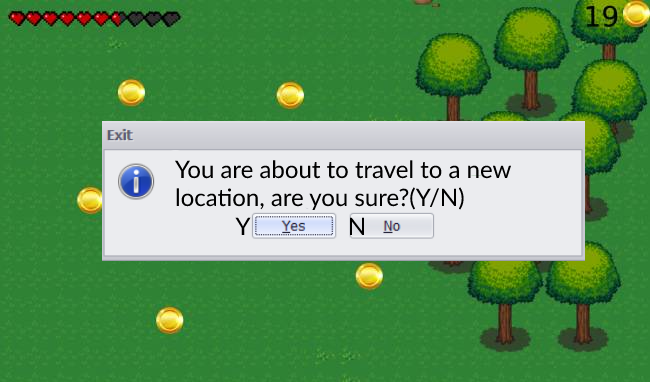 19
Exit
You are about to travel to a new
location, are you sure?(Y/N)
Y Yes N No